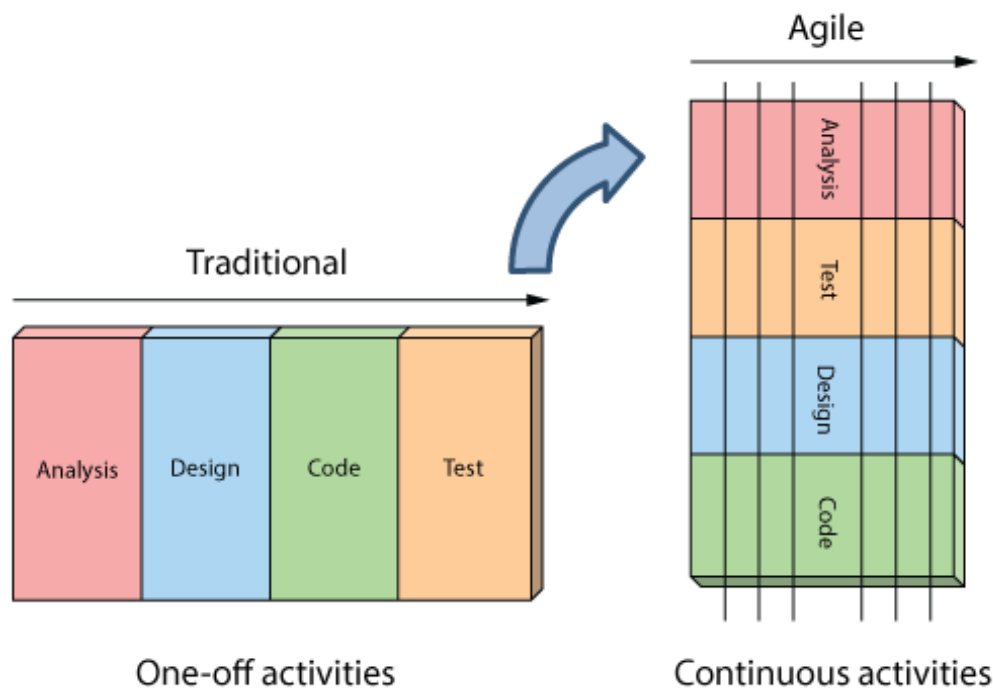 Agile
Analysis
Test
Design
Code
Continuous activities
Traditional
Analysis
Design
Code
Test
One-off activities